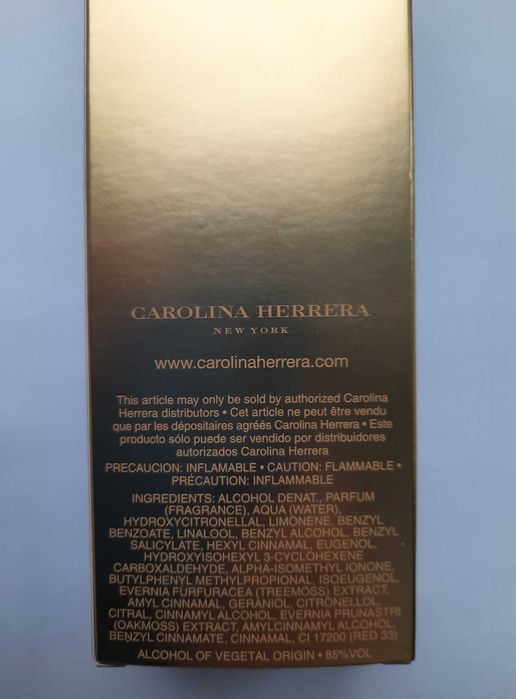 CAROLINA HERRERA
NEW YORK
www.carolinaherrera.com
This article may only be sold by authorized Carolina
Herrera distributors • Cet article ne peut être vendu
que par les dépositaires agréés Carolina Herrera • Este
producto sólo puede ser vendido por distribuidores
autorizados Carolina Herrera
PRECAUCION: INFLAMABLE • CAUTION: FLAMMABLE •
PRÉCAUTION: INFLAMMABLE
INGREDIENTS: ALCOHOL DENAT., PARFUM
(FRAGRANCE), AQUA (WATER),
HYDROXYCITRONELLAL, LIMONENE, BENZYL
BENZOATE, LINALOOL, BENZYL ALCOHOL, BENZYL
SALICYLATE, HEXYL CINNAMAL, EUGENOL,
HYDROXYISOHEXYL 3-CYCLOHEXENE
CARBOXALDEHYDE, ALPHA-ISOMETHYL IONONE,
BUTYLPHENYL METHYLPROPIONAL, ISOEUGENOL,
EVERNIA FURFURACEA (TREEMOSS) EXTRACT,
AMYL CINNAMAL, GERANIOL, CITRONELLOL,
CITRAL, CINNAMYL ALCOHOL, EVERNIA PRUNASTRI
(OAKMOSS) EXTRACT, AMYLCINNAMYL ALCOHOL,
BENZYL CINNAMATE, CINNAMAL, CI 17200 (RED 33)
ALCOHOL OF VEGETAL ORIGIN • 85%VOL